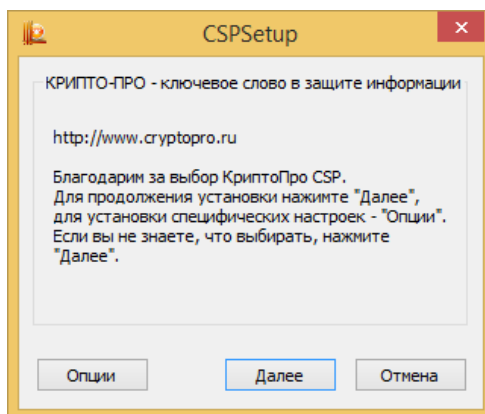 CSPSetup
КРИПТО-ПРО - ключевое слово в защите информации
http://www.cryptopro.ru
Благодарим за выбор КриптоПро CSP.
Для продолжения установки нажимте "Далее",
для установки специфических настроек - "Опции".
Если вы не знаете, что выбирать, нажмите
"Далее".
Опции Далее Отмена